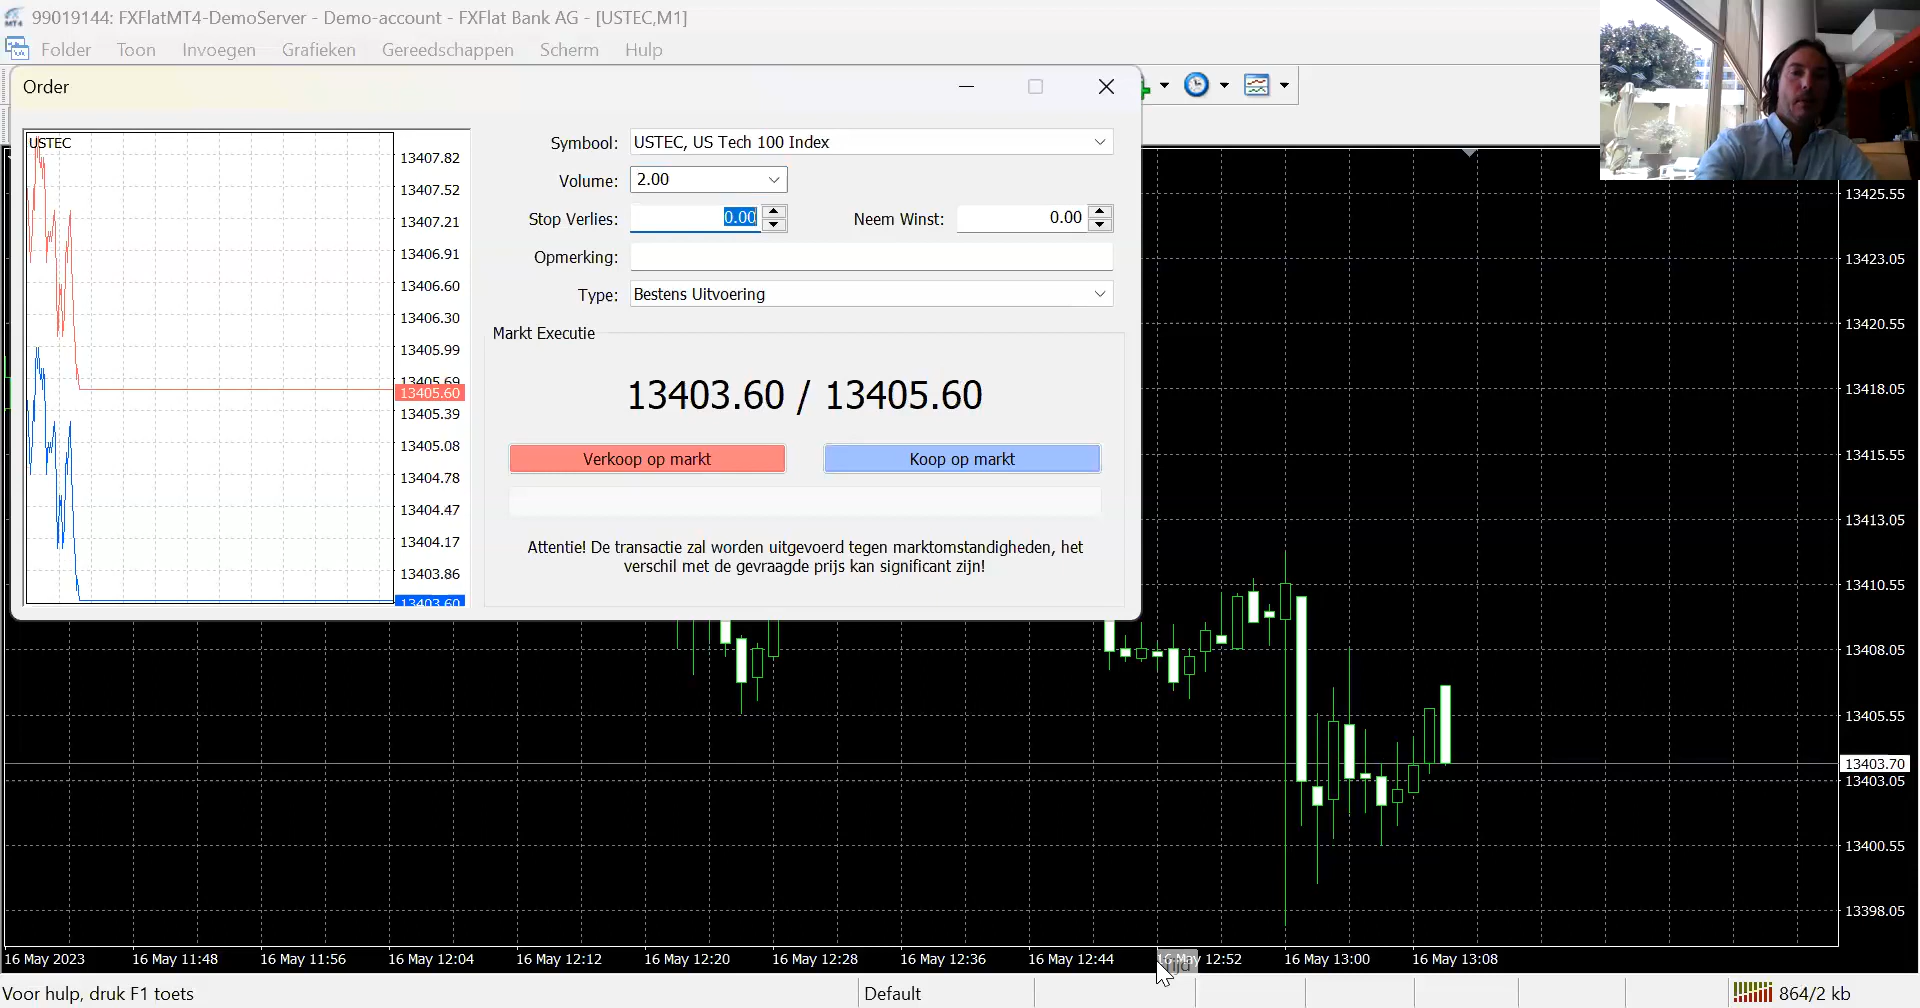 99019144: FXFlatMT4-DemoServer - Demo-account - FXFlat Bank AG - [USTEC,M1]
Folder Toon Invoegen Grafieken Gereedschappen Scherm Hulp
Order
USTEC
13407.82
13407.52
13407.21
13406.91
13406.60
13406.30
13405.99
13405.69
13405.60
13405.39
13405.08
13404.78
13404.47
13404.17
13403.86
13403.60
Symbool: USTEC, US Tech 100 Index
Volume: 2.00
Stop Verlies: 0.00 Neem Winst: 0.00
Opmerking:
Type: Bestens Uitvoering
Markt Executie
13403.60 / 13405.60
Verkoop op markt Koop op markt
Attentie! De transactie zal worden uitgevoerd tegen marktomstandigheden, het
verschil met de gevraagde prijs kan significant zijn!
13425.55
13423.05
13420.55
13418.05
13415.55
13413.05
13410.55
13408.05
13405.55
13403.70
13403.05
13400.55
13398.05
16 May 2023 16 May 11:48 16 May 11:56 16 May 12:04 16 May 12:12 16 May 12:20 16 May 12:28 16 May 12:36 16 May 12:44 16 May 12:52 16 May 13:00 16 May 13:08
Voor hulp, druk F1 toets Default 864/2 kb